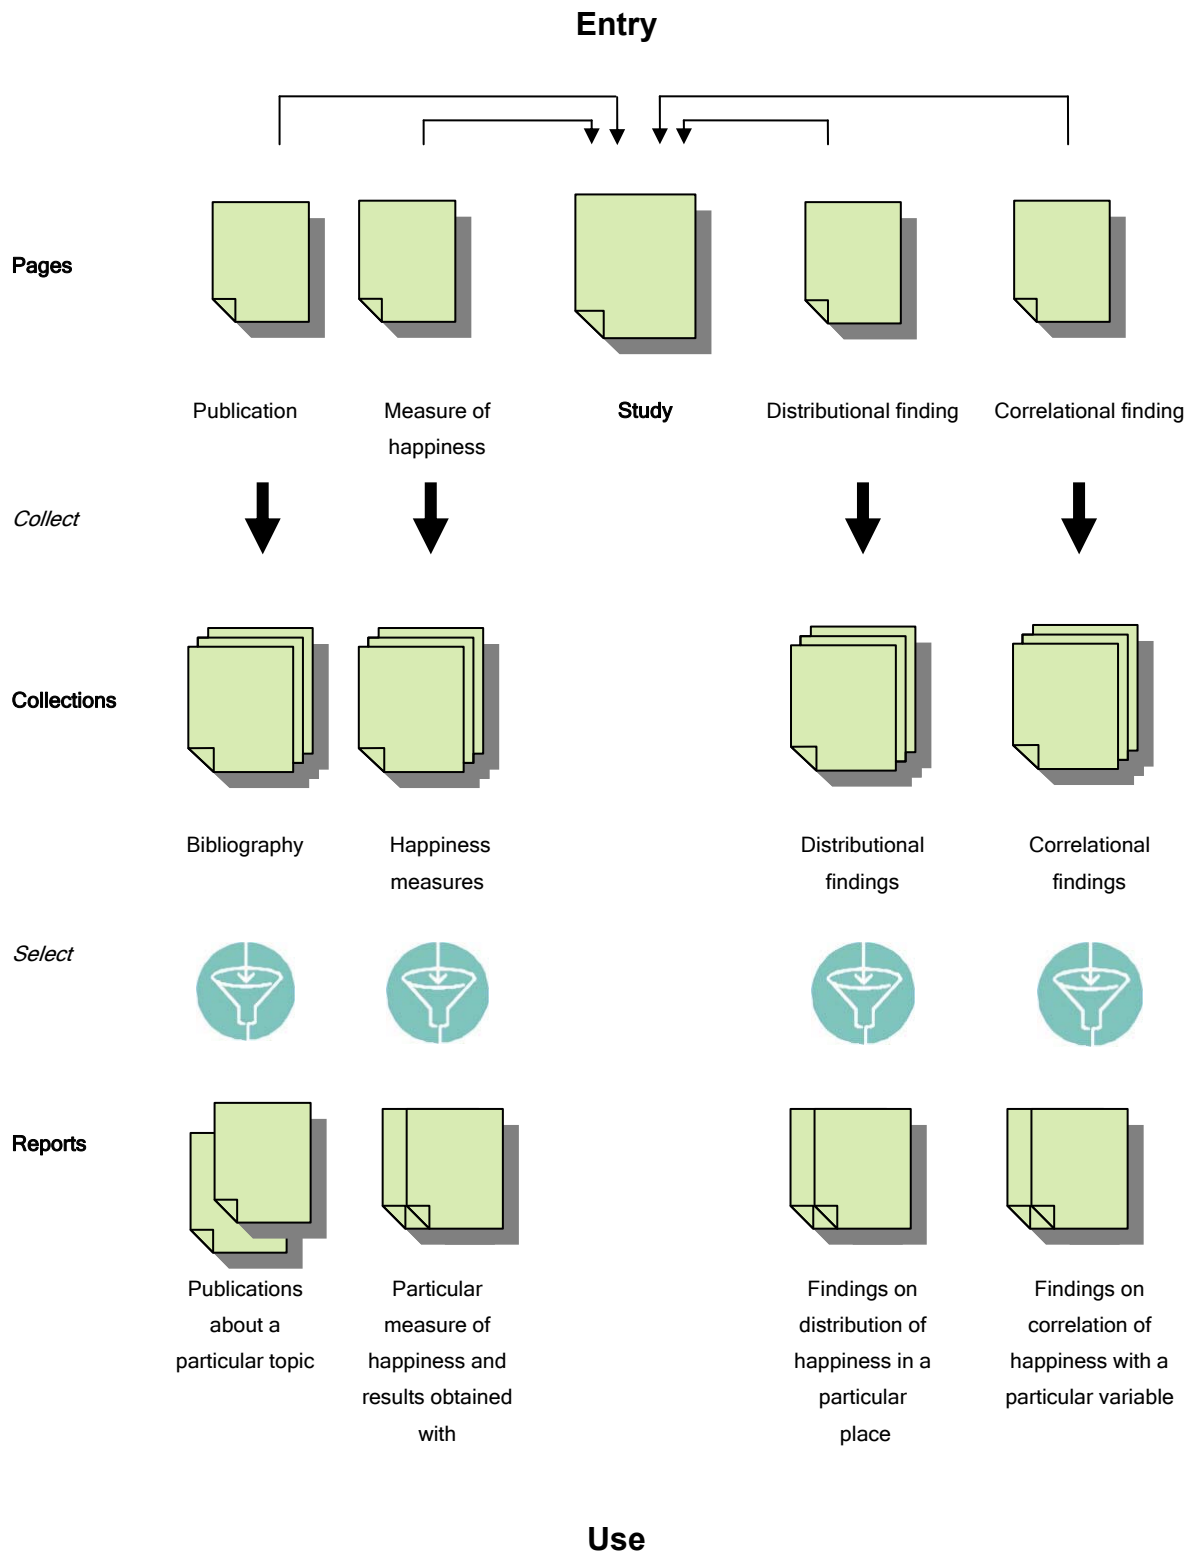 Entry
Pages
Publication
Measure of
happiness
Study
Distributional finding
Correlational finding
Collect
Collections
Bibliography
Happiness
measures
Distributional
findings
Correlational
findings
Select
Reports
Publications
about a
particular topic
Particular
measure of
happiness and
results obtained
with
Findings on
distribution of
happiness in a
particular
place
Findings on
correlation of
happiness with a
particular variable
Use